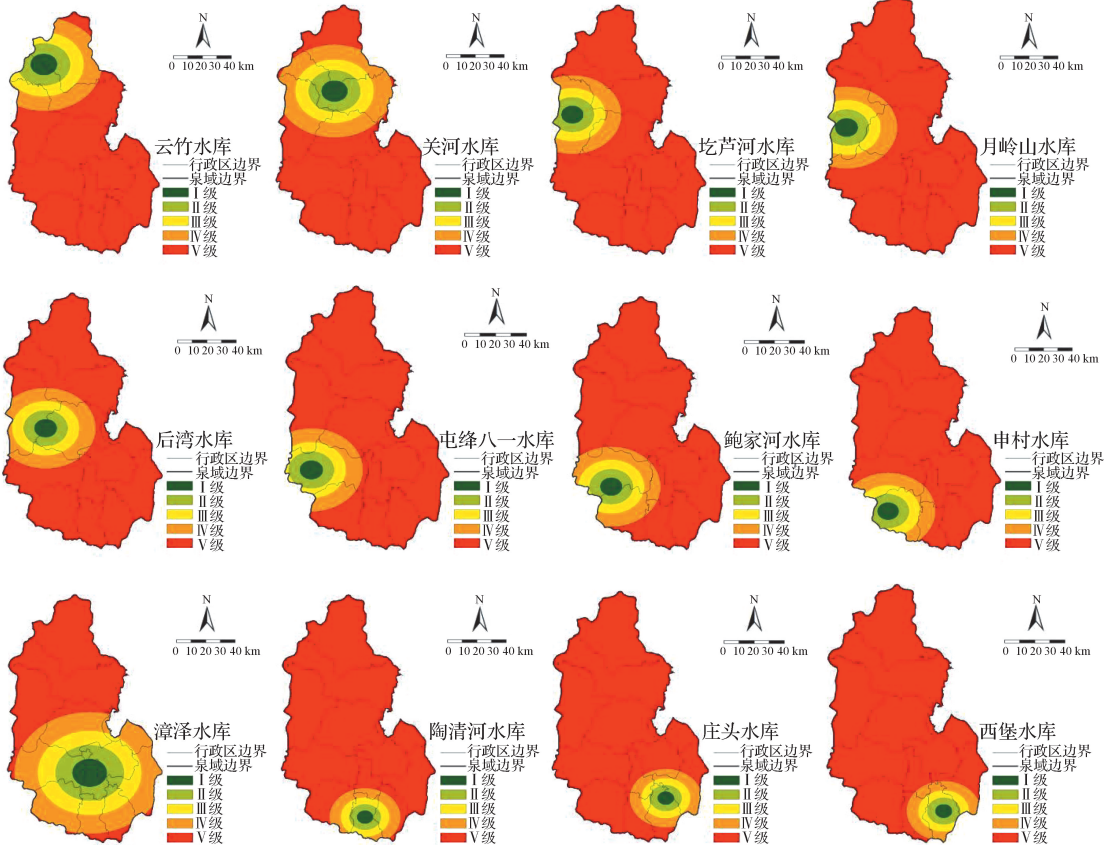 N
0 10 20 30 40 km
云竹水库
行政区边界
泉域边界
Ⅰ级
Ⅱ级
Ⅲ级
Ⅳ级
Ⅴ级
N
0 10 20 30 40 km
关河水库
行政区边界
泉域边界
Ⅰ级
Ⅱ级
Ⅲ级
Ⅳ级
Ⅴ级
N
0 10 20 30 40 km
圪芦河水库
行政区边界
泉域边界
Ⅰ级
Ⅱ级
Ⅲ级
Ⅳ级
Ⅴ级
N
0 10 20 30 40 km
月岭山水库
行政区边界
泉域边界
Ⅰ级
Ⅱ级
Ⅲ级
Ⅳ级
Ⅴ级
N
0 10 20 30 40 km
后湾水库
行政区边界
泉域边界
Ⅰ级
Ⅱ级
Ⅲ级
Ⅳ级
Ⅴ级
N
0 10 20 30 40 km
屯绛八一水库
行政区边界
泉域边界
Ⅰ级
Ⅱ级
Ⅲ级
Ⅳ级
Ⅴ级
N
0 10 20 30 40 km
鲍家河水库
行政区边界
泉域边界
Ⅰ级
Ⅱ级
Ⅲ级
Ⅳ级
Ⅴ级
N
0 10 20 30 40 km
申村水库
行政区边界
泉域边界
Ⅰ级
Ⅱ级
Ⅲ级
Ⅳ级
Ⅴ级
N
0 10 20 30 40 km
漳泽水库
行政区边界
泉域边界
Ⅰ级
Ⅱ级
Ⅲ级
Ⅳ级
Ⅴ级
N
0 10 20 30 40 km
陶清河水库
行政区边界
泉域边界
Ⅰ级
Ⅱ级
Ⅲ级
Ⅳ级
Ⅴ级
N
0 10 20 30 40 km
庄头水库
行政区边界
泉域边界
Ⅰ级
Ⅱ级
Ⅲ级
Ⅳ级
Ⅴ级
N
0 10 20 30 40 km
西堡水库
行政区边界
泉域边界
Ⅰ级
Ⅱ级
Ⅲ级
Ⅳ级
Ⅴ级